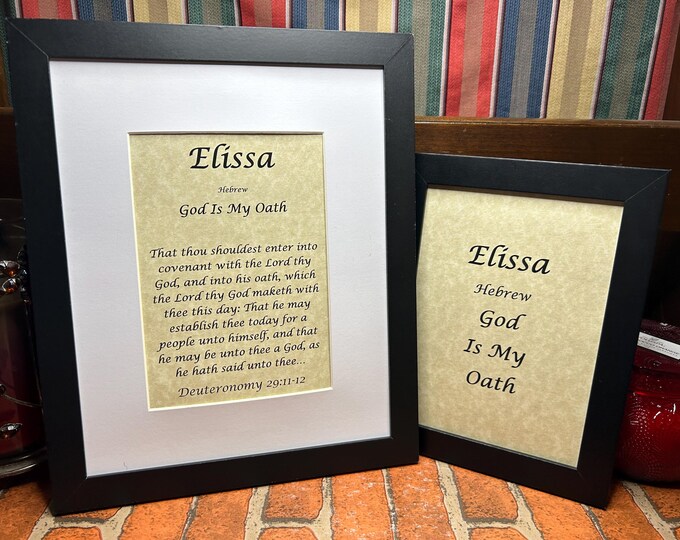 Elissa
Hebrew
God Is My Oath
That thou shouldest enter into
covenant with the Lord thy
God, and into his oath, which
the Lord thy God maketh with
thee this day: That he may
establish thee today for a
people unto himself, and that
he may be unto thee a God, as
he hath said unto thee...
Deuteronomy 29:11-12
Elissa
Hebrew
God
Is My
Oath